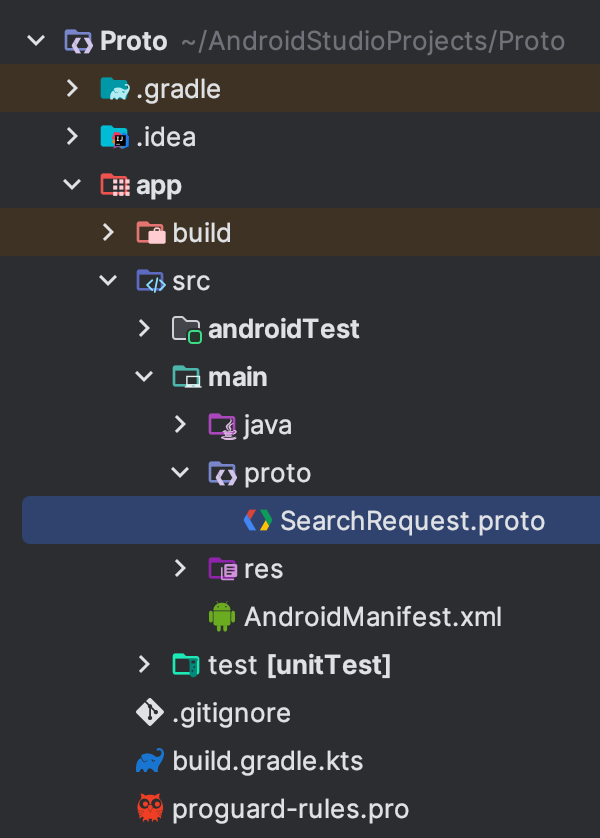 Proto ~/AndroidStudioProjects/Proto
.gradle
.idea
app
build
src
androidTest
main
java
proto
SearchRequest.proto
res
AndroidManifest.xml
test [unitTest]
.gitignore
build.gradle.kts
proguard-rules.pro